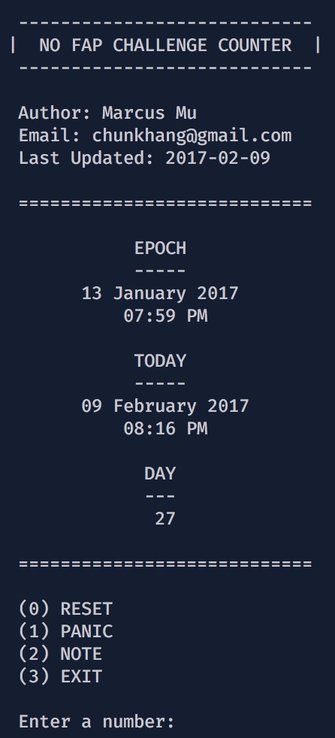 ----------------------------
|  NO FAP CHALLENGE COUNTER  |
----------------------------
Author: Marcus Mu
Email: chunkhang@gmail.com
Last Updated: 2017-02-09
============================
EPOCH
-----
13 January 2017
07:59 PM
TODAY
-----
09 February 2017
08:16 PM
DAY
---
27
============================
(0) RESET
(1) PANIC
(2) NOTE
(3) EXIT
Enter a number: